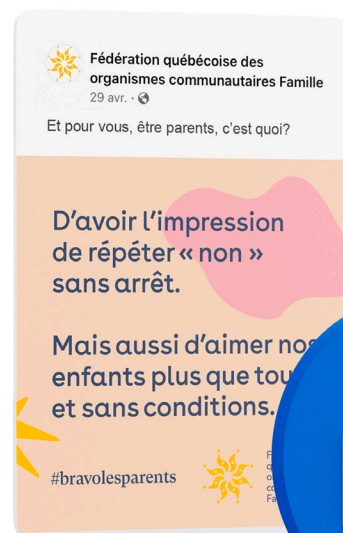 Fédération québécoise des
organismes communautaires Famille
29 avr. ·
Et pour vous, être parents, c'est quoi?
D'avoir l'impression
de répéter « non »
sans arrêt.
Mais aussi d'aimer nos
enfants plus que
et sans conditions.
#bravolesparents